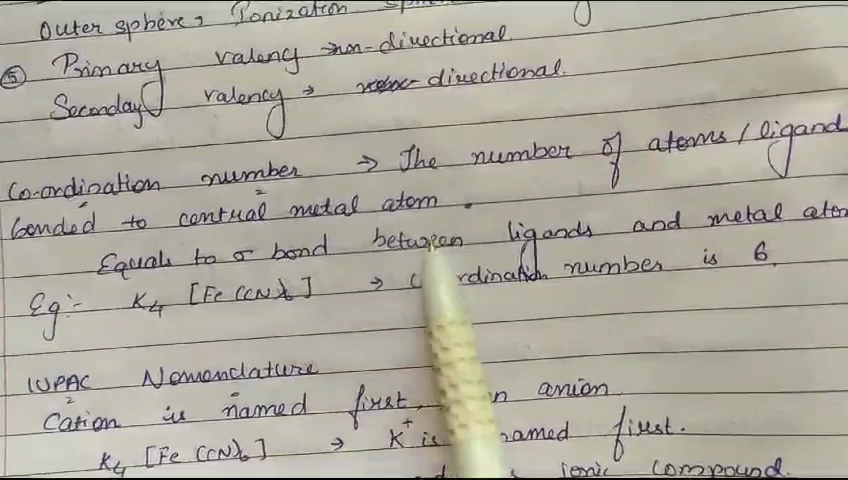 Outer sphere, Ionization sphere
⑤ Primary valency → non-directional
Seconday valency → directional.
Co-ordination number → The number of atoms / ligand
bonded to central metal atom.
Equals to σ bond between ligands and metal atom
Eg:- K4 [Fe(CN)6] → Coordination number is 6.
IUPAC Nomenclature
Cation is named first, anion
K4 [Fe(CN)6] → K+ is named first.
ionic compound.